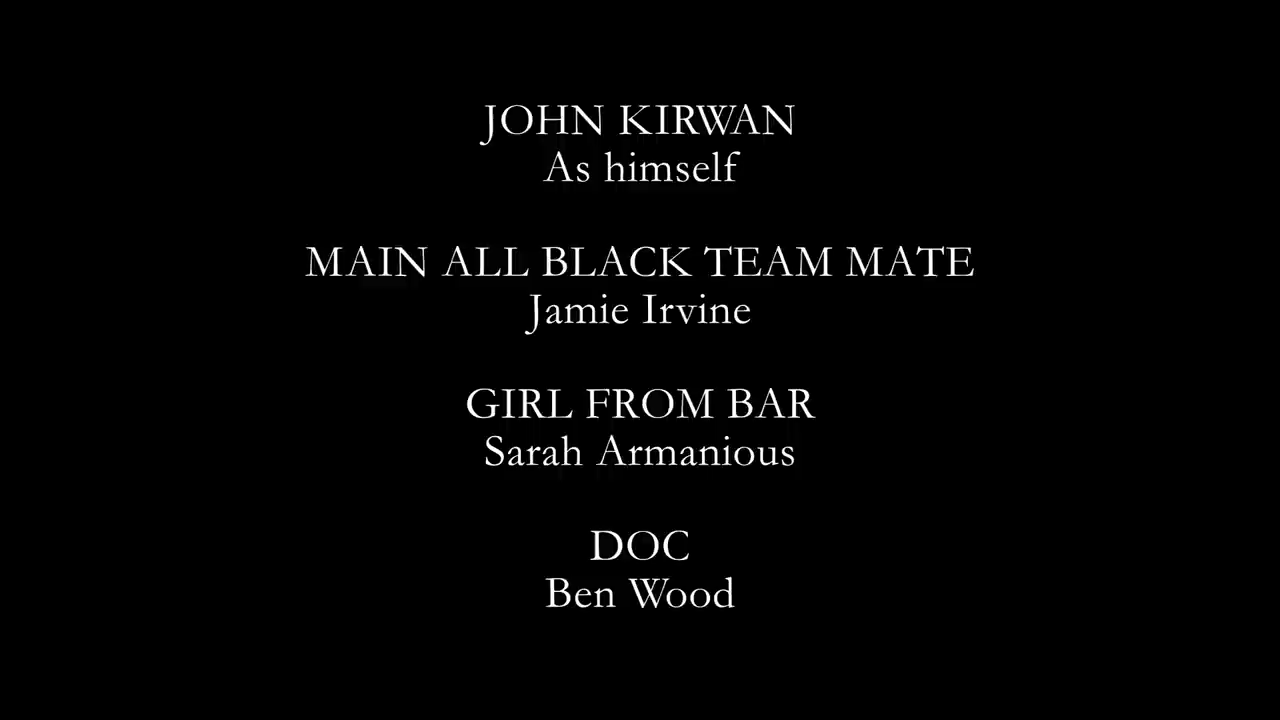 JOHN KIRWAN
As himself
MAIN ALL BLACK TEAM MATE
Jamie Irvine
GIRL FROM BAR
Sarah Armanious
DOC
Ben Wood